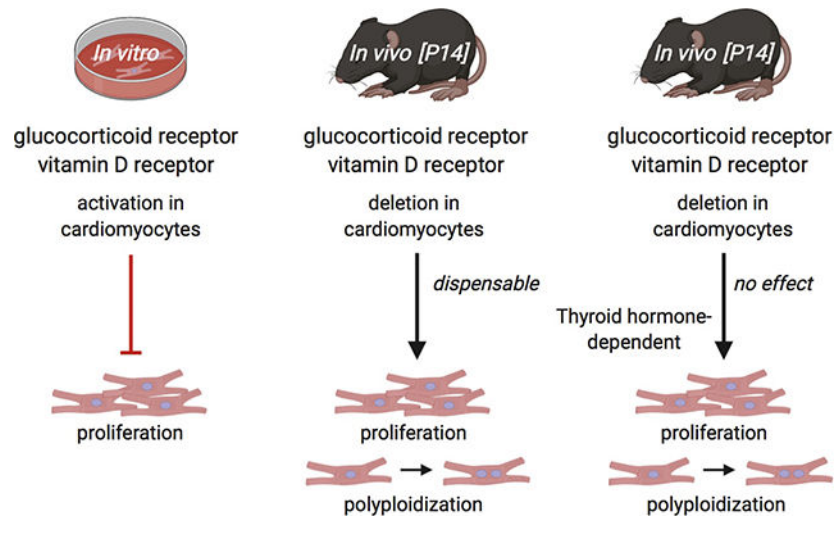 In vitro
glucocorticoid receptor
vitamin D receptor
activation in
cardiomyocytes
proliferation
In vivo [P14]
glucocorticoid receptor
vitamin D receptor
deletion in
cardiomyocytes
dispensable
proliferation
polyploidization
In vivo [P14]
glucocorticoid receptor
vitamin D receptor
deletion in
cardiomyocytes
no effect
Thyroid hormone-
dependent
proliferation
polyploidization